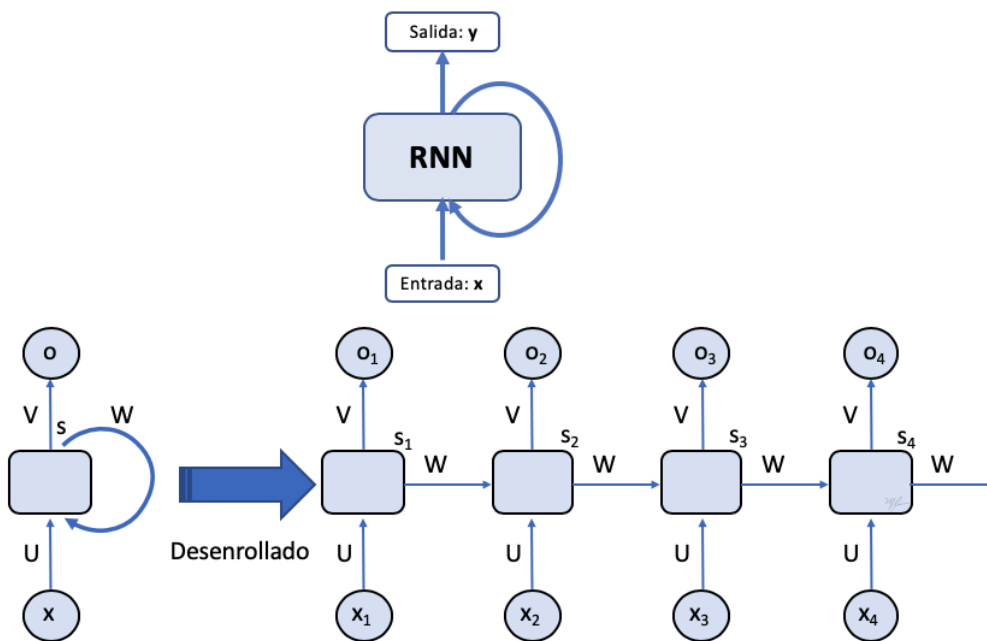 Salida: y
RNN
Entrada: x
o o₁ o₂ o₃ o₄
V s W V s₁ W V s₂ W V s₃ W V s₄ W
Desenrollado
U U U U U
x x₁ x₂ x₃ x₄